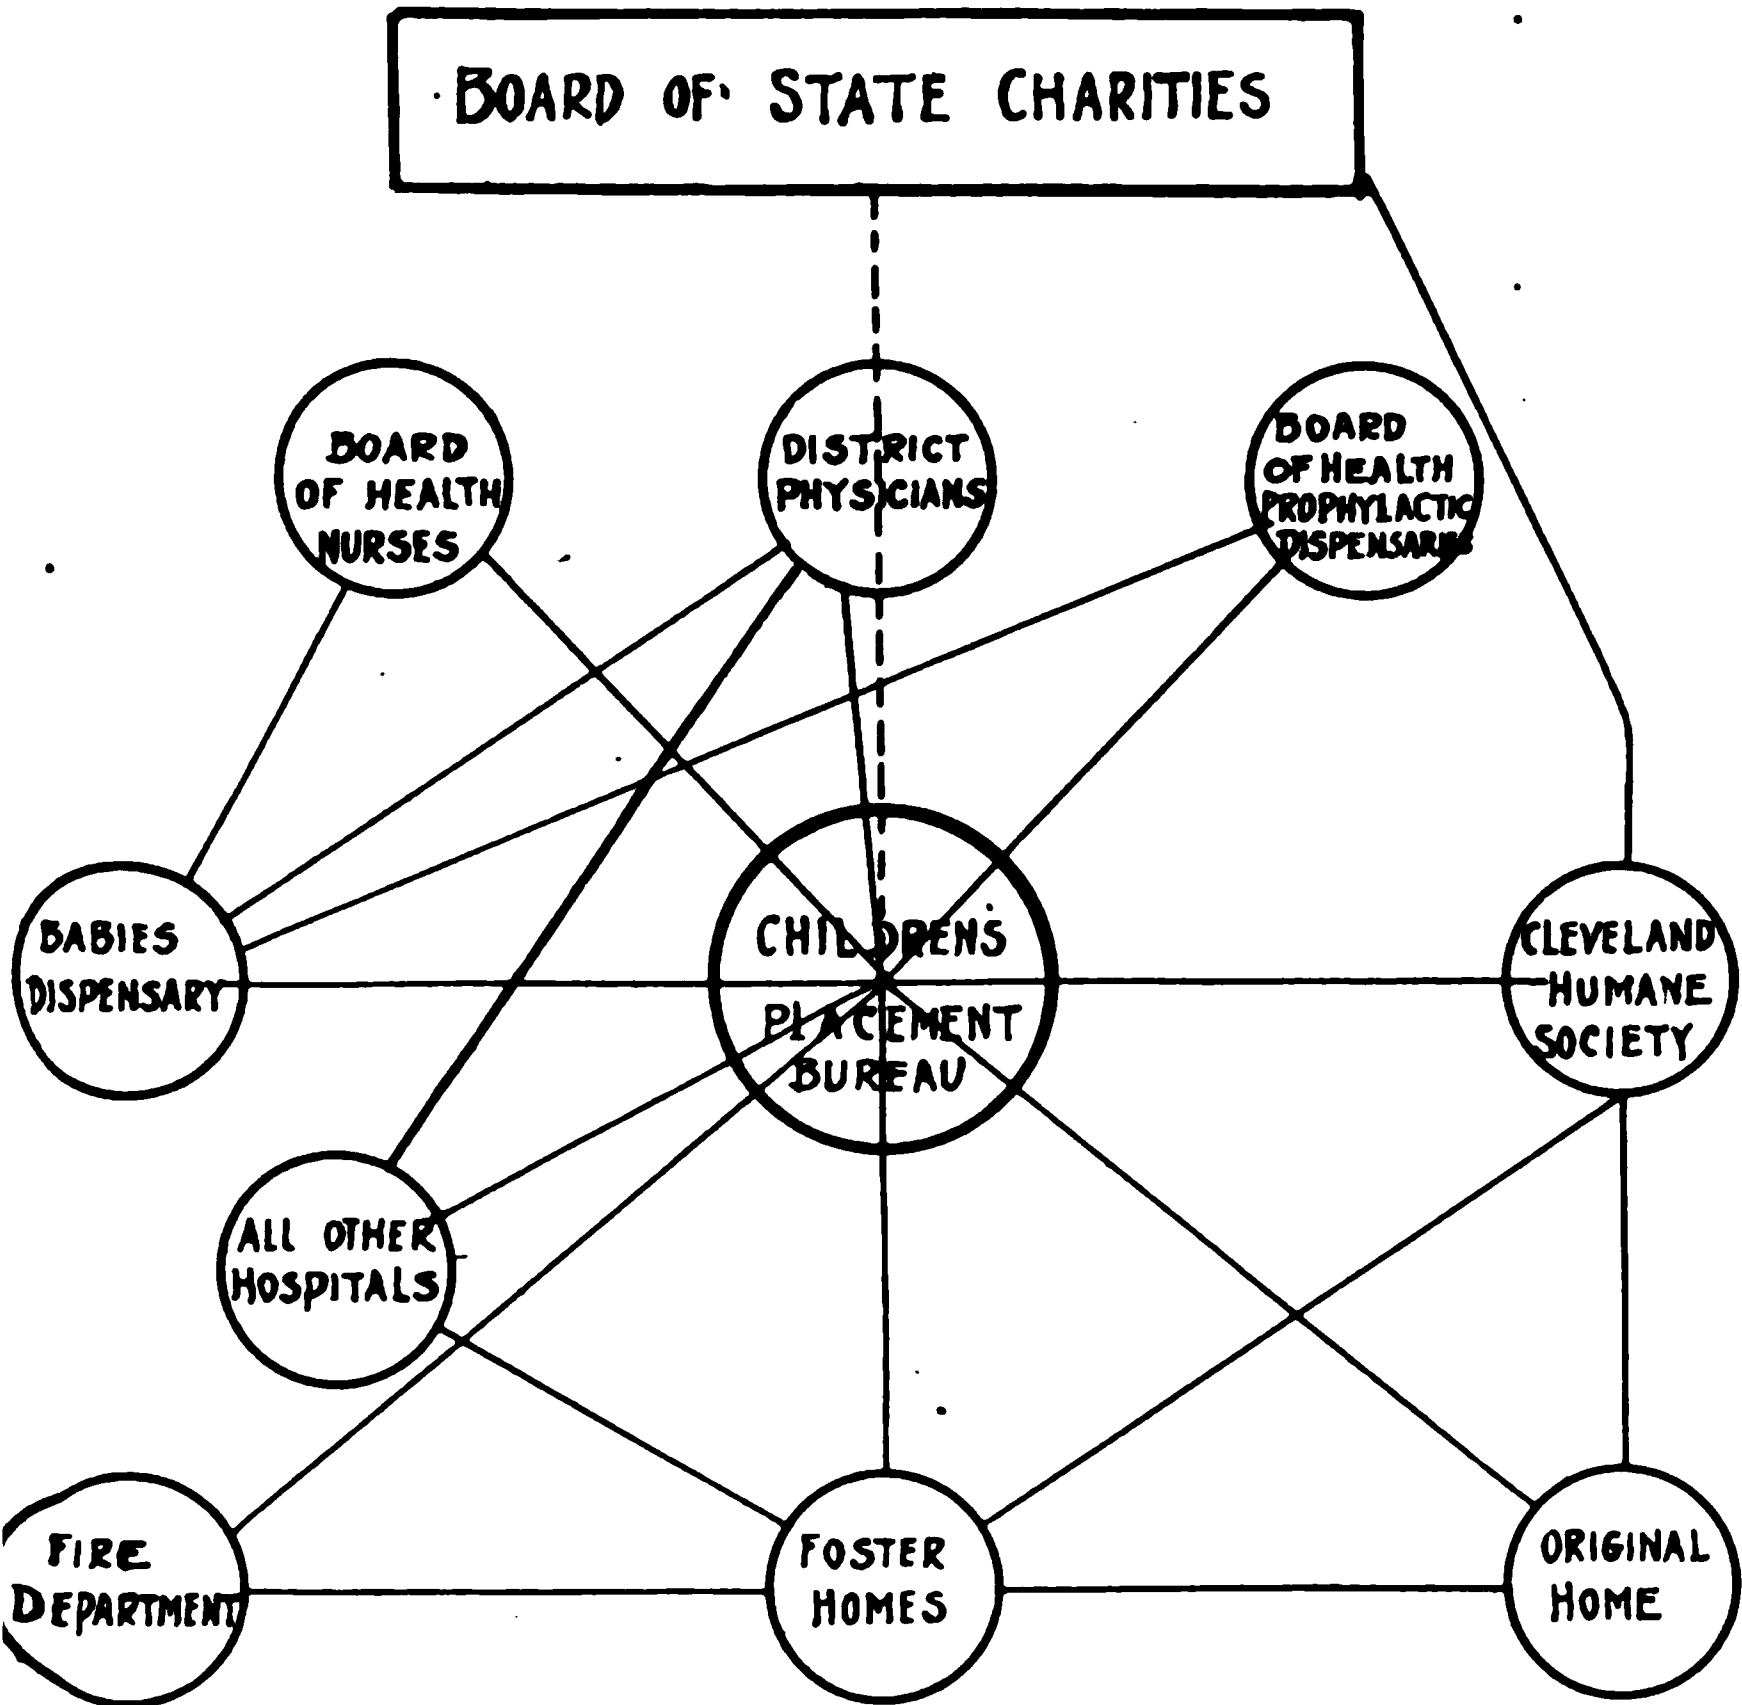 BOARD OF STATE CHARITIES
BOARD
OF HEALTH
NURSES
DISTRICT
PHYSICIANS
BOARD
OF HEALTH
PROPHYLACTIC
DISPENSARIES
BABIES
DISPENSARY
CHILDRENS
PLACEMENT
BUREAU
CLEVELAND
HUMANE
SOCIETY
ALL OTHER
HOSPITALS
FIRE
DEPARTMENT
FOSTER
HOMES
ORIGINAL
HOME